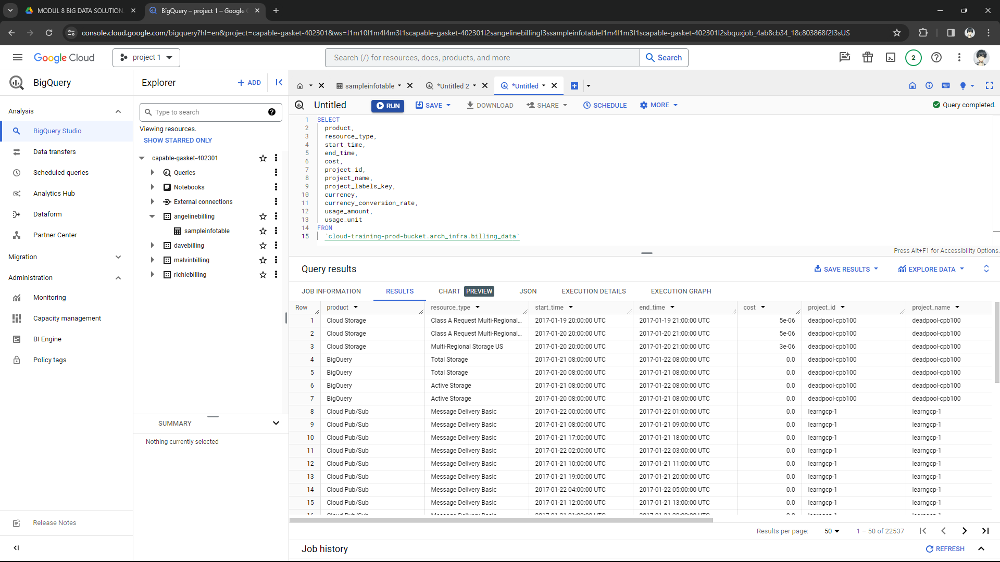 MODUL 8 BIG DATA SOLUTION
BigQuery – project 1 – Google
console.cloud.google.com/bigquery?hl=en&project=capable-gasket-402301&ws=!1m10!1m4!4m3!1scapable-gasket-402301!2sangelinebilling!3ssampleinfotable!1m4!1m3!1scapable-gasket-402301!2sbquxjob_4ab8cb34_18c803868f2!3sUS
Google Cloud
project 1
Search (/) for resources, docs, products, and more
Search
2
BigQuery
Analysis
BigQuery Studio
Data transfers
Scheduled queries
Analytics Hub
Dataform
Partner Center
Migration
Administration
Monitoring
Capacity management
BI Engine
Policy tags
Release Notes
Explorer
ADD
Type to search
Viewing resources.
SHOW STARRED ONLY
capable-gasket-402301
Queries
Notebooks
External connections
angelinebilling
sampleinfotable
davebilling
malvinbilling
richiebilling
SUMMARY
Nothing currently selected
sampleinfotable
*Untitled 2
*Untitled
Untitled
RUN
SAVE
DOWNLOAD
SHARE
SCHEDULE
MORE
Query completed.
1 SELECT
2 product,
3 resource_type,
4 start_time,
5 end_time,
6 cost,
7 project_id,
8 project_name,
9 project_labels_key,
10 currency,
11 currency_conversion_rate,
12 usage_amount,
13 usage_unit
14 FROM
15 `cloud-training-prod-bucket.arch_infra.billing_data`
Press Alt+F1 for Accessibility Options.
Query results
SAVE RESULTS
EXPLORE DATA
JOB INFORMATION
RESULTS
CHART PREVIEW
JSON
EXECUTION DETAILS
EXECUTION GRAPH
Row product resource_type start_time end_time cost project_id project_name
1 Cloud Storage Class A Request Multi-Regional... 2017-01-19 20:00:00 UTC 2017-01-19 21:00:00 UTC 5e-06 deadpool-cpb100 deadpool-cpb100
2 Cloud Storage Class A Request Multi-Regional... 2017-01-20 20:00:00 UTC 2017-01-20 21:00:00 UTC 5e-06 deadpool-cpb100 deadpool-cpb100
3 Cloud Storage Multi-Regional Storage US 2017-01-20 20:00:00 UTC 2017-01-20 21:00:00 UTC 3e-06 deadpool-cpb100 deadpool-cpb100
4 BigQuery Total Storage 2017-01-21 08:00:00 UTC 2017-01-22 08:00:00 UTC 0.0 deadpool-cpb100 deadpool-cpb100
5 BigQuery Total Storage 2017-01-20 08:00:00 UTC 2017-01-21 08:00:00 UTC 0.0 deadpool-cpb100 deadpool-cpb100
6 BigQuery Active Storage 2017-01-21 08:00:00 UTC 2017-01-22 08:00:00 UTC 0.0 deadpool-cpb100 deadpool-cpb100
7 BigQuery Active Storage 2017-01-20 08:00:00 UTC 2017-01-21 08:00:00 UTC 0.0 deadpool-cpb100 deadpool-cpb100
8 Cloud Pub/Sub Message Delivery Basic 2017-01-22 00:00:00 UTC 2017-01-22 01:00:00 UTC 0.0 learngcp-1 learngcp-1
9 Cloud Pub/Sub Message Delivery Basic 2017-01-21 08:00:00 UTC 2017-01-21 09:00:00 UTC 0.0 learngcp-1 learngcp-1
10 Cloud Pub/Sub Message Delivery Basic 2017-01-21 17:00:00 UTC 2017-01-21 18:00:00 UTC 0.0 learngcp-1 learngcp-1
11 Cloud Pub/Sub Message Delivery Basic 2017-01-22 02:00:00 UTC 2017-01-22 03:00:00 UTC 0.0 learngcp-1 learngcp-1
12 Cloud Pub/Sub Message Delivery Basic 2017-01-21 10:00:00 UTC 2017-01-21 11:00:00 UTC 0.0 learngcp-1 learngcp-1
13 Cloud Pub/Sub Message Delivery Basic 2017-01-21 19:00:00 UTC 2017-01-21 20:00:00 UTC 0.0 learngcp-1 learngcp-1
14 Cloud Pub/Sub Message Delivery Basic 2017-01-22 04:00:00 UTC 2017-01-22 05:00:00 UTC 0.0 learngcp-1 learngcp-1
15 Cloud Pub/Sub Message Delivery Basic 2017-01-21 12:00:00 UTC 2017-01-21 13:00:00 UTC 0.0 learngcp-1 learngcp-1
Results per page: 50 1 – 50 of 22537
Job history
REFRESH